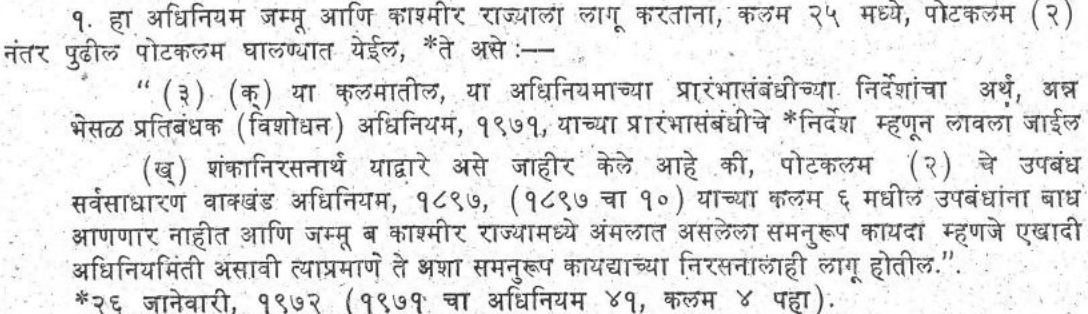 १. हा अधिनियम जम्मू आणि काश्मीर राज्याला लागू करताना, कलम २५ मध्ये, पोटकलम (२)
नंतर पुढील पोटकलम घालण्यात येईल, *ते असे :—
“ (३) (क) या कलमातील, या अधिनियमाच्या प्रारंभासंबंधीच्या निर्देशांचा अर्थ, अन्न
भेसळ प्रतिबंधक (विशोधन) अधिनियम, १९७१, याच्या प्रारंभासंबंधीचे *निर्देश म्हणून लावला जाईल
(ख) शंकानिरसनार्थ याद्वारे असे जाहीर केले आहे की, पोटकलम (२) चे उपबंध
सर्वसाधारण वाक्खंड अधिनियम, १८९७, (१८९७ चा १०) याच्या कलम ६ मधील उपबंधांना बाध
आणणार नाहीत आणि जम्मू ब काश्मीर राज्यामध्ये अंमलात असलेला समनुरूप कायदा म्हणजे एखादी
अधिनियमिती असावी त्याप्रमाणे ते अशा समनुरूप कायद्याच्या निरसनालाही लागू होतील.”.
*२६ जानेवारी, १९७२ (१९७१ चा अधिनियम ४१, कलम ४ पहा).